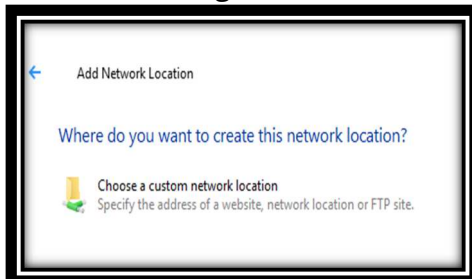 Add Network Location
Where do you want to create this network location?
Choose a custom network location
Specify the address of a website, network location or FTP site.